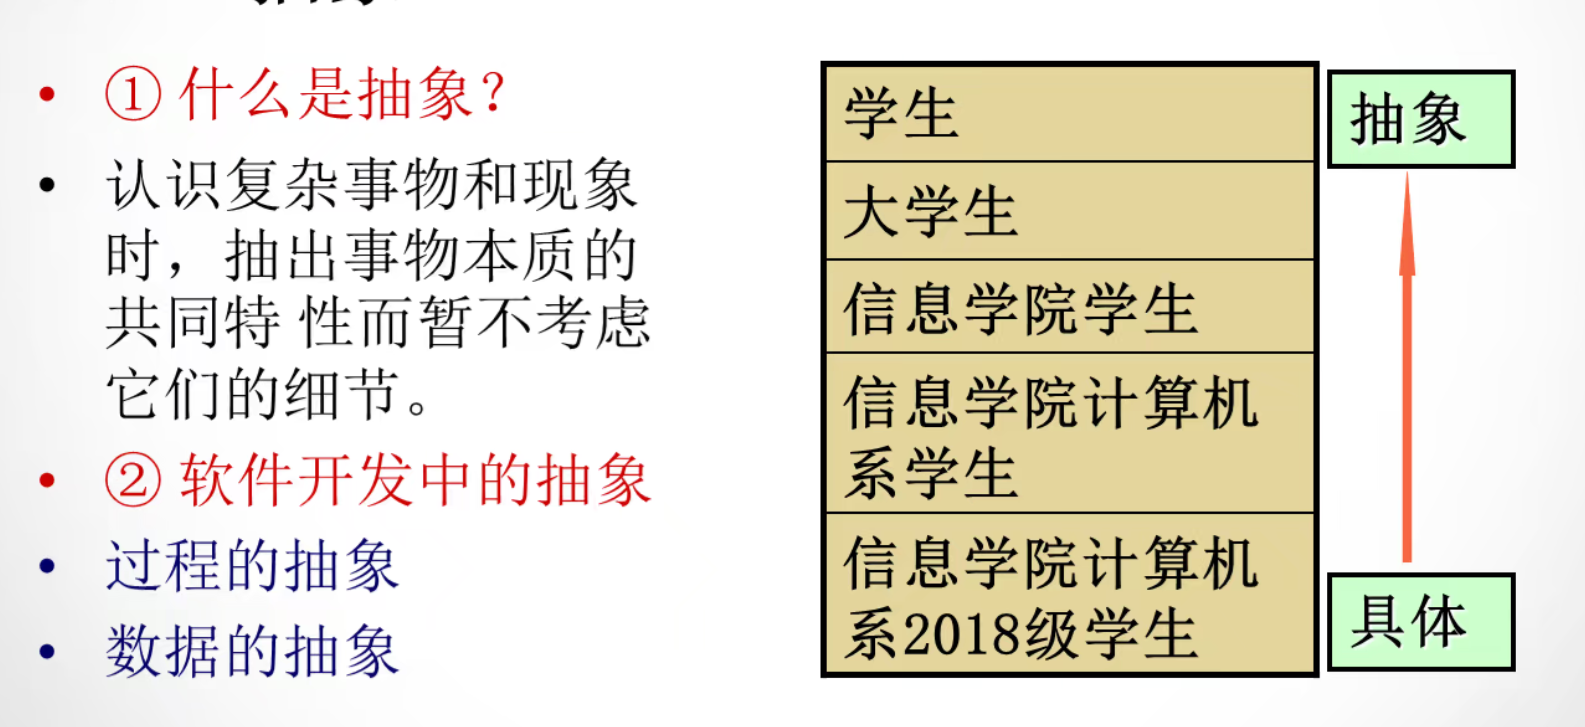 ① 什么是抽象？
认识复杂事物和现象
时，抽出事物本质的
共同特 性而暂不考虑
它们的细节。
② 软件开发中的抽象
过程的抽象
数据的抽象
学生
大学生
信息学院学生
信息学院计算机
系学生
信息学院计算机
系2018级学生
抽象
具体